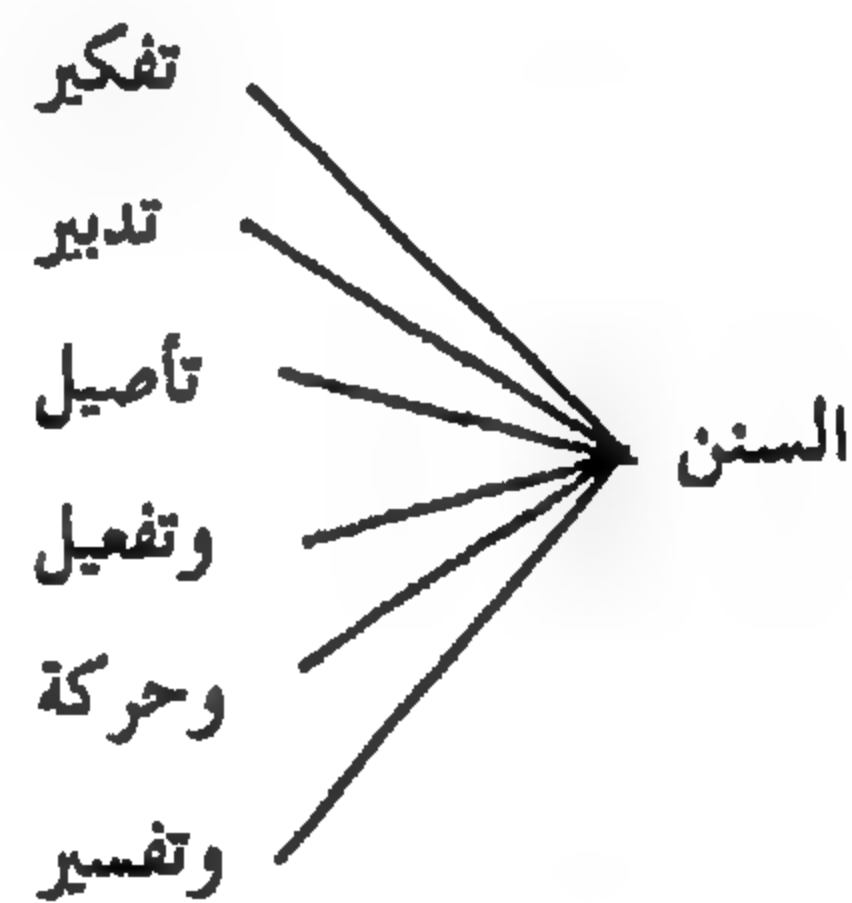 السنن
تفكير
تدبير
تأصيل
وتفعيل
وحركة
وتفسير